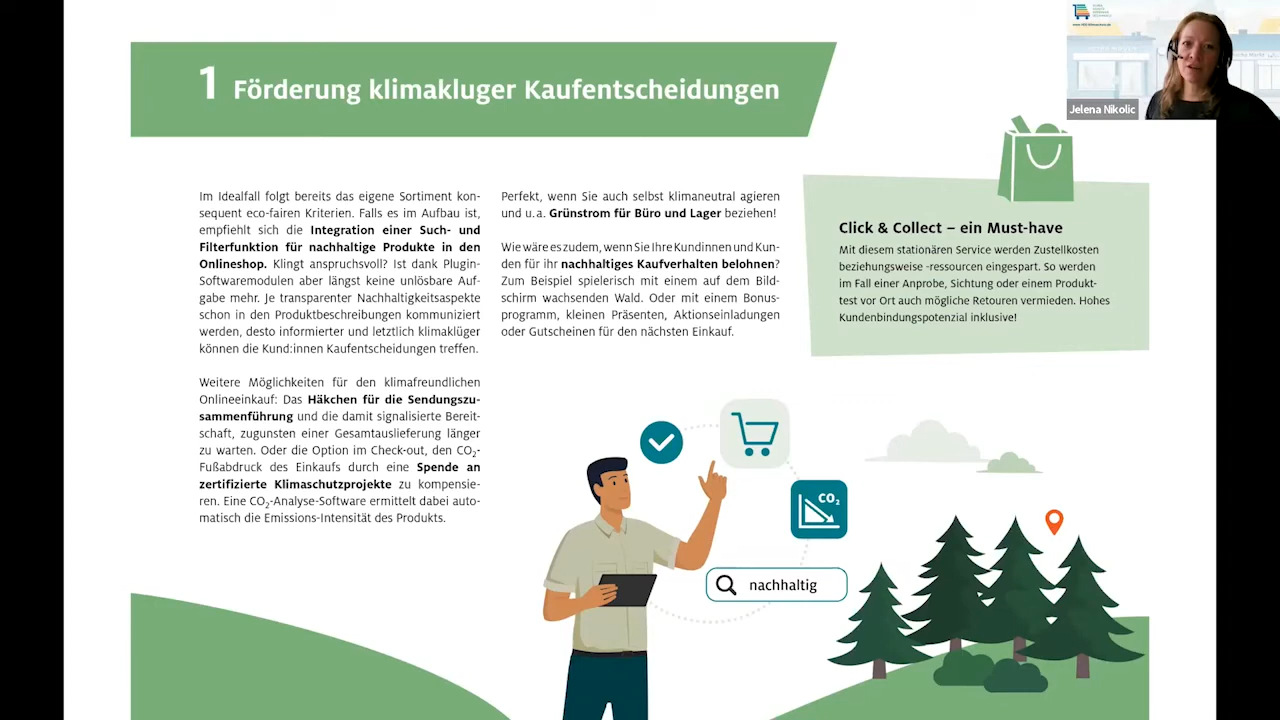 1 Förderung klimakluger Kaufentscheidungen
Im Idealfall folgt bereits das eigene Sortiment kon-
sequent eco-fairen Kriterien. Falls es im Aufbau ist,
empfiehlt sich die Integration einer Such- und
Filterfunktion für nachhaltige Produkte in den
Onlineshop. Klingt anspruchsvoll? Ist dank Plugin-
Softwaremodulen aber längst keine unlösbare Auf-
gabe mehr. Je transparenter Nachhaltigkeitsaspekte
schon in den Produktbeschreibungen kommuniziert
werden, desto informierter und letztlich klimaklüger
können die Kund:innen Kaufentscheidungen treffen.
Weitere Möglichkeiten für den klimafreundlichen
Onlineeinkauf: Das Häkchen für die Sendungszu-
sammenführung und die damit signalisierte Bereit-
schaft, zugunsten einer Gesamtauslieferung länger
zu warten. Oder die Option im Check-out, den CO₂-
Fußabdruck des Einkaufs durch eine Spende an
zertifizierte Klimaschutzprojekte zu kompensie-
ren. Eine CO₂-Analyse-Software ermittelt dabei auto-
matisch die Emissions-Intensität des Produkts.
Perfekt, wenn Sie auch selbst klimaneutral agieren
und u. a. Grünstrom für Büro und Lager beziehen!
Wie wäre es zudem, wenn Sie Ihre Kundinnen und Kun-
den für ihr nachhaltiges Kaufverhalten belohnen?
Zum Beispiel spielerisch mit einem auf dem Bild-
schirm wachsenden Wald. Oder mit einem Bonus-
programm, kleinen Präsenten, Aktionseinladungen
oder Gutscheinen für den nächsten Einkauf.
Click & Collect – ein Must-have
Mit diesem stationären Service werden Zustellkosten
beziehungsweise -ressourcen eingespart. So werden
im Fall einer Anprobe, Sichtung oder einem Produkt-
test vor Ort auch mögliche Retouren vermieden. Hohes
Kundenbindungspotenzial inklusive!
CO₂
nachhaltig
Jelena Nikolic